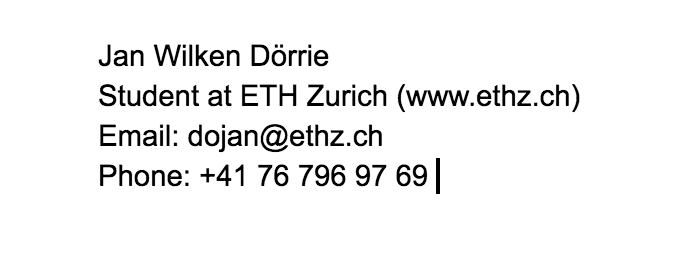 Jan Wilken Dörrie
Student at ETH Zurich (www.ethz.ch)
Email: dojan@ethz.ch
Phone: +41 76 796 97 69